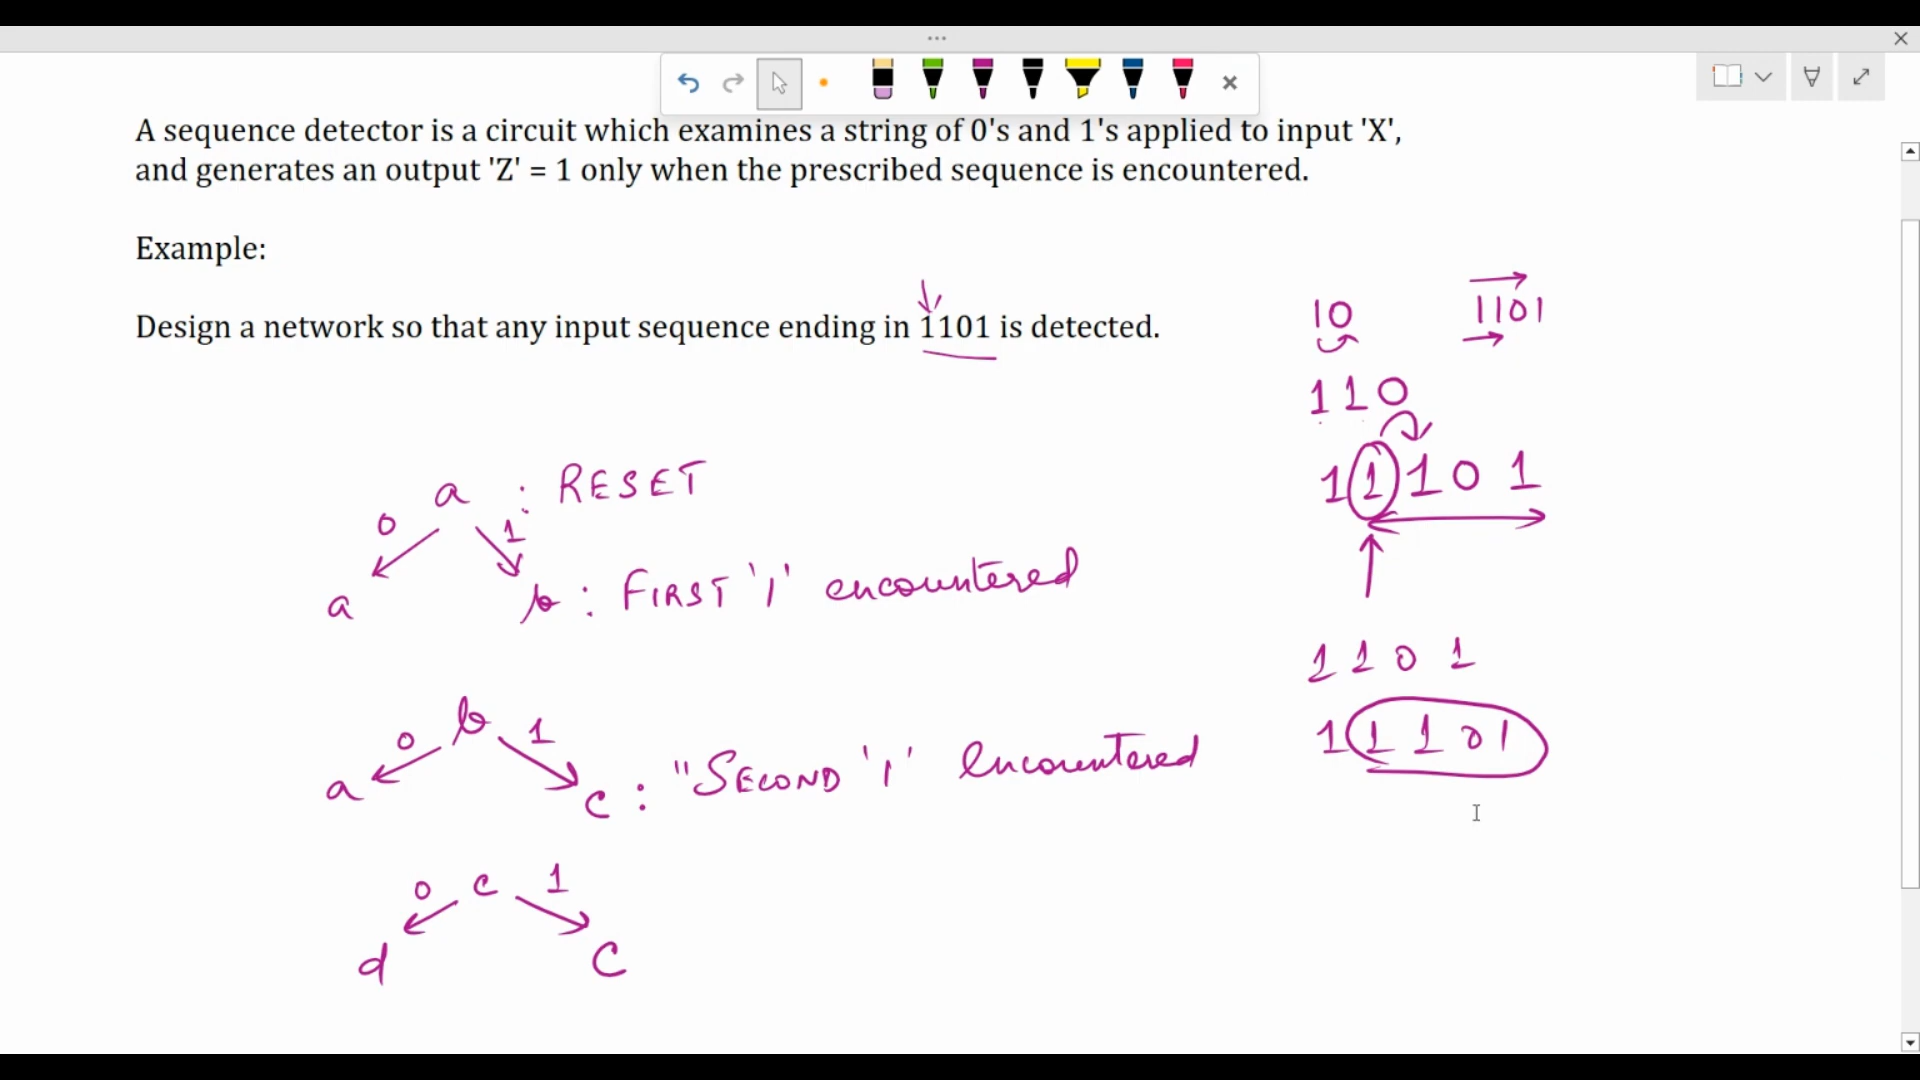 A sequence detector is a circuit which examines a string of 0's and 1's applied to input 'X',
and generates an output 'Z' = 1 only when the prescribed sequence is encountered.
Example:
Design a network so that any input sequence ending in 1101 is detected.
10
1101
110
11101
1101
11101
a : RESET
0 1
a b : FIRST '1' encountered
b
0 1
a c : "SECOND '1' encountered
c
0 1
d c